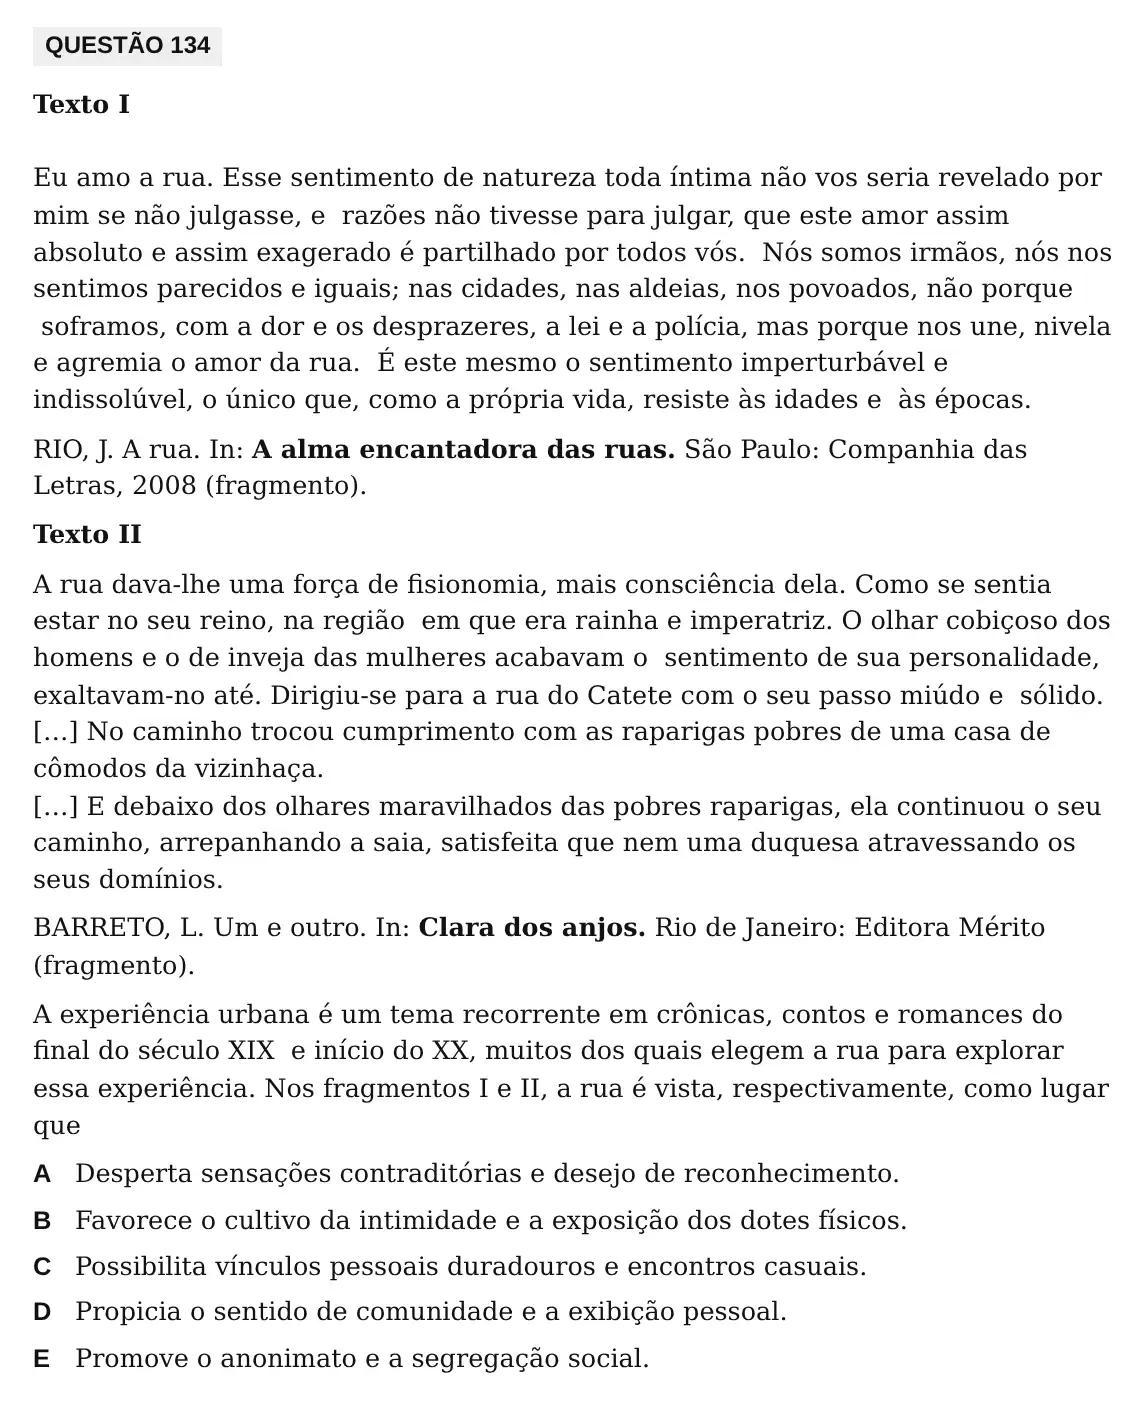 QUESTÃO 134
Texto I
Eu amo a rua. Esse sentimento de natureza toda íntima não vos seria revelado por
mim se não julgasse, e  razões não tivesse para julgar, que este amor assim
absoluto e assim exagerado é partilhado por todos vós.  Nós somos irmãos, nós nos
sentimos parecidos e iguais; nas cidades, nas aldeias, nos povoados, não porque
 soframos, com a dor e os desprazeres, a lei e a polícia, mas porque nos une, nivela
e agremia o amor da rua.  É este mesmo o sentimento imperturbável e
indissolúvel, o único que, como a própria vida, resiste às idades e  às épocas.
RIO, J. A rua. In: A alma encantadora das ruas. São Paulo: Companhia das
Letras, 2008 (fragmento).
Texto II
A rua dava-lhe uma força de fisionomia, mais consciência dela. Como se sentia
estar no seu reino, na região  em que era rainha e imperatriz. O olhar cobiçoso dos
homens e o de inveja das mulheres acabavam o  sentimento de sua personalidade,
exaltavam-no até. Dirigiu-se para a rua do Catete com o seu passo miúdo e  sólido.
[…] No caminho trocou cumprimento com as raparigas pobres de uma casa de
cômodos da vizinhaça.
[…] E debaixo dos olhares maravilhados das pobres raparigas, ela continuou o seu
caminho, arrepanhando a saia, satisfeita que nem uma duquesa atravessando os
seus domínios.
BARRETO, L. Um e outro. In: Clara dos anjos. Rio de Janeiro: Editora Mérito
(fragmento).
A experiência urbana é um tema recorrente em crônicas, contos e romances do
final do século XIX  e início do XX, muitos dos quais elegem a rua para explorar
essa experiência. Nos fragmentos I e II, a rua é vista, respectivamente, como lugar
que
A Desperta sensações contraditórias e desejo de reconhecimento.
B Favorece o cultivo da intimidade e a exposição dos dotes físicos.
C Possibilita vínculos pessoais duradouros e encontros casuais.
D Propicia o sentido de comunidade e a exibição pessoal.
E Promove o anonimato e a segregação social.